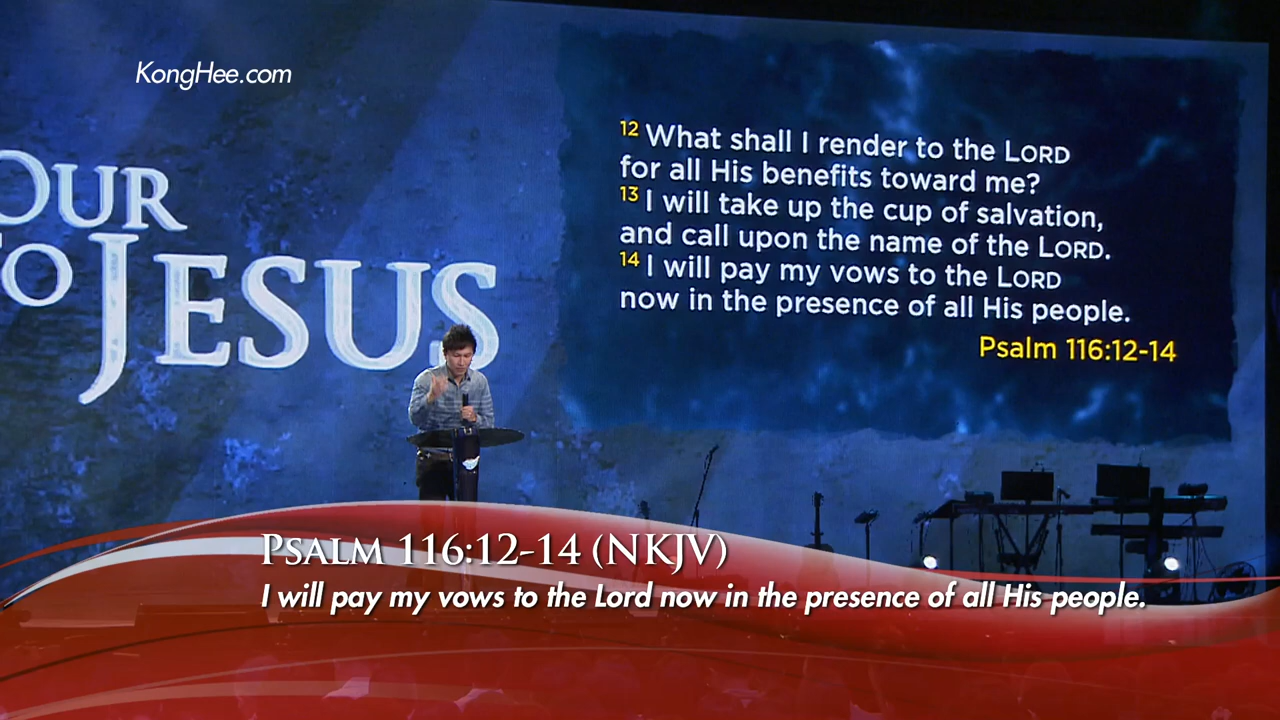 KongHee.com
OUR
TO JESUS
12 What shall I render to the LORD
for all His benefits toward me?
13 I will take up the cup of salvation,
and call upon the name of the LORD.
14 I will pay my vows to the LORD
now in the presence of all His people.
Psalm 116:12-14
PSALM 116:12-14 (NKJV)
I will pay my vows to the Lord now in the presence of all His people.